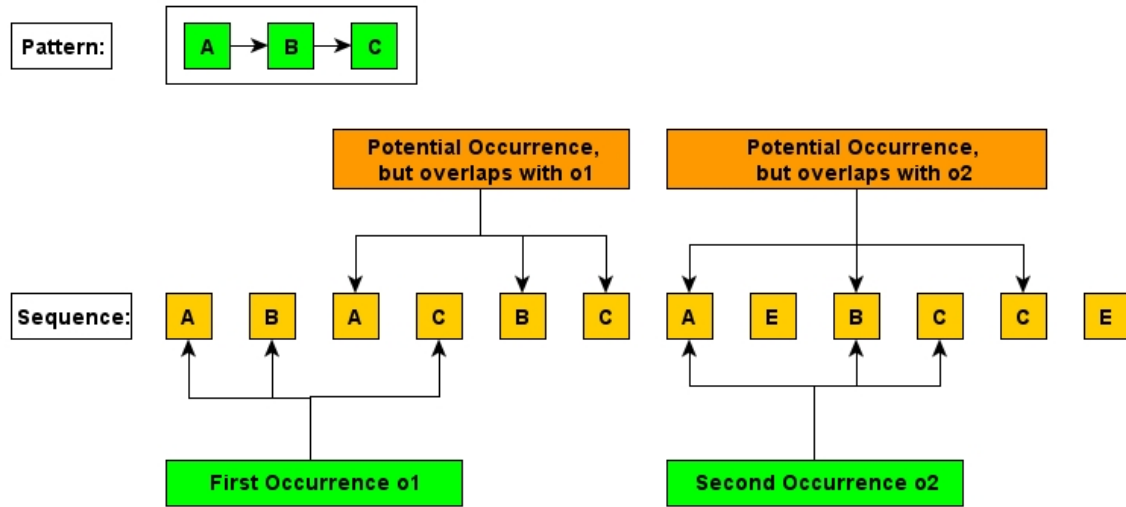 Pattern: A B C
Potential Occurrence, Potential Occurrence,
but overlaps with o1 but overlaps with o2
Sequence: A B A C B C A E B C C E
First Occurrence o1 Second Occurrence o2